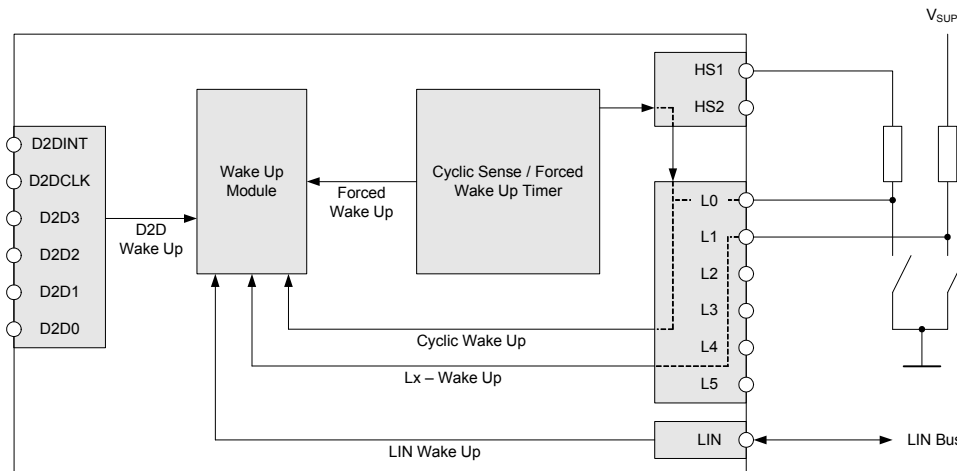 V_SUP
HS1
HS2
D2DINT
D2DCLK
D2D3
D2D2
D2D1
D2D0
D2D
Wake Up
Wake Up
Module
Forced
Wake Up
Cyclic Sense / Forced
Wake Up Timer
L0
L1
L2
L3
L4
L5
Cyclic Wake Up
Lx – Wake Up
LIN Wake Up
LIN
LIN Bus